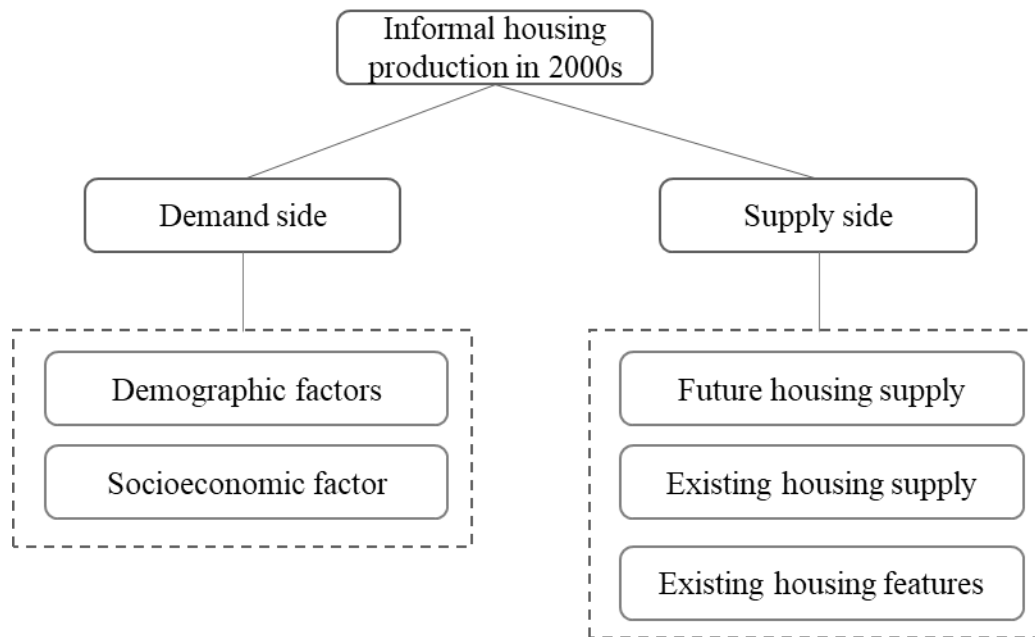 Informal housing
production in 2000s
Demand side
Supply side
Demographic factors
Socioeconomic factor
Future housing supply
Existing housing supply
Existing housing features